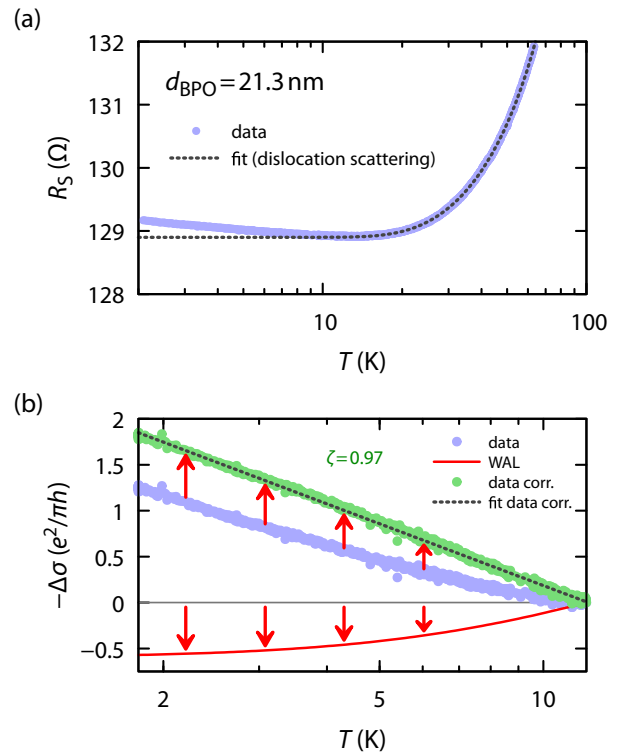 (a)
132
131
130
129
128
R_S (Ω)
d_BPO = 21.3 nm
data
fit (dislocation scattering)
10
100
T (K)
(b)
2
1.5
1
0.5
0
−0.5
−Δσ (e²/πh)
ζ=0.97
data
WAL
data corr.
fit data corr.
2
5
10
T (K)